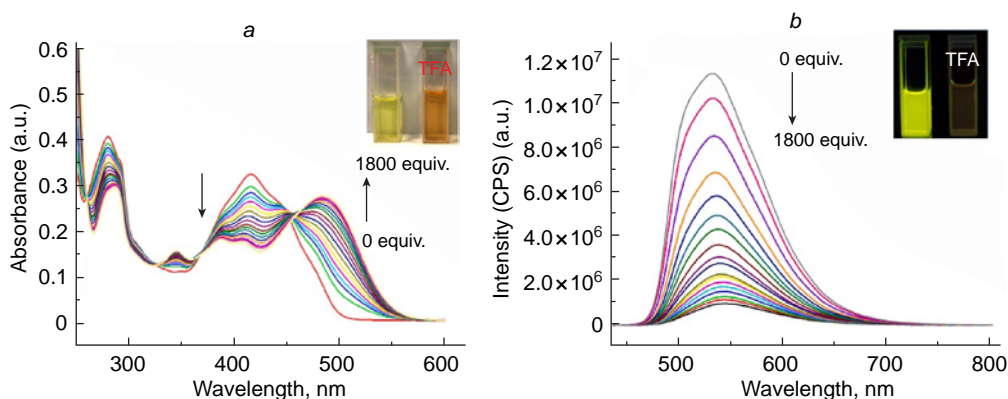 a
0.6
0.5
0.4
0.3
0.2
0.1
0
Absorbance (a.u.)
300
400
500
600
Wavelength, nm
TFA
1800 equiv.
0 equiv.
b
1.2×10⁷
1.0×10⁷
8.0×10⁶
6.0×10⁶
4.0×10⁶
2.0×10⁶
0
Intensity (CPS) (a.u.)
500
600
700
800
Wavelength, nm
0 equiv.
1800 equiv.
TFA